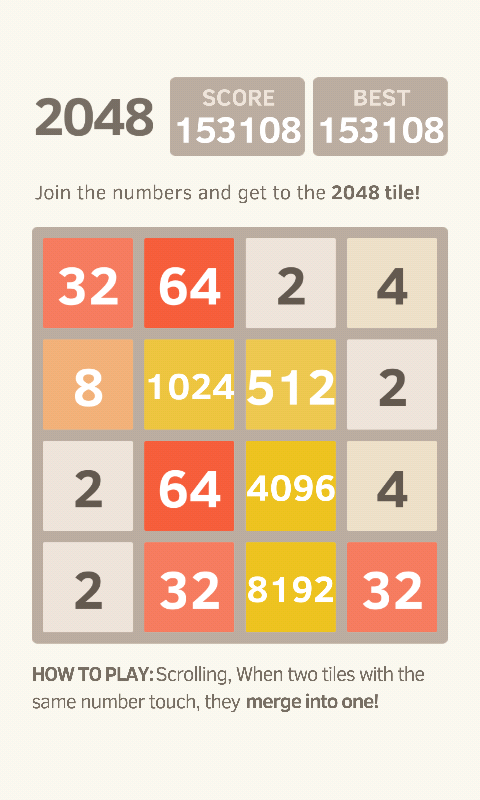 2048
SCORE
BEST
153108
153108
Join the numbers and get to the 2048 tile!
32 64 2 4
8 1024 512 2
2 64 4096 4
2 32 8192 32
HOW TO PLAY: Scrolling, When two tiles with the
same number touch, they merge into one!